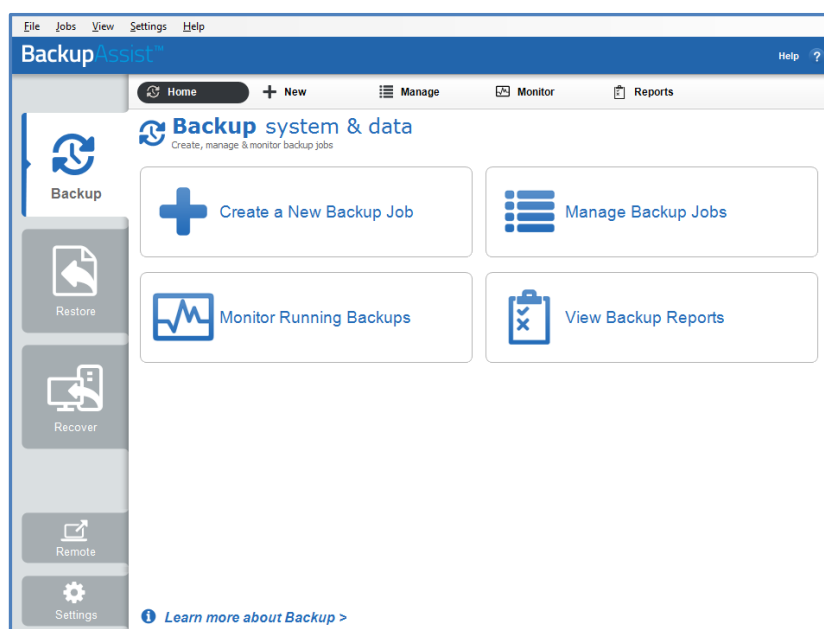 File Jobs View Settings Help
BackupAssist™
Help ?
Home New Manage Monitor Reports
Backup system & data
Create, manage & monitor backup jobs
Backup
Create a New Backup Job
Manage Backup Jobs
Restore
Monitor Running Backups
View Backup Reports
Recover
Remote
Settings
Learn more about Backup >